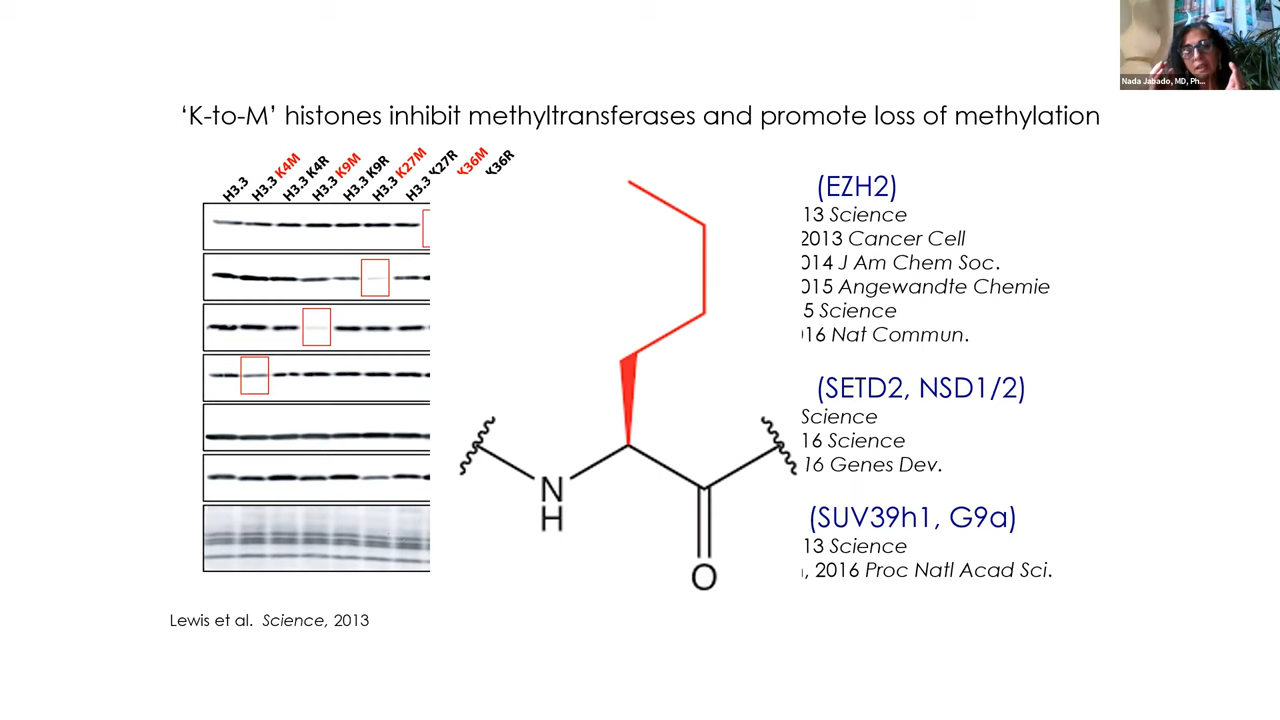 Nada Jabado, MD, Ph...
‘K-to-M’ histones inhibit methyltransferases and promote loss of methylation
H3.3
H3.3 K4M
H3.3 K4R
H3.3 K9M
H3.3 K9R
H3.3 K27M
H3.3 K27R
K36M
K36R
(EZH2)
13 Science
2013 Cancer Cell
014 J Am Chem Soc.
015 Angewandte Chemie
5 Science
16 Nat Commun.
(SETD2, NSD1/2)
Science
16 Science
16 Genes Dev.
(SUV39h1, G9a)
13 Science
, 2016 Proc Natl Acad Sci.
N
H
O
Lewis et al. Science, 2013